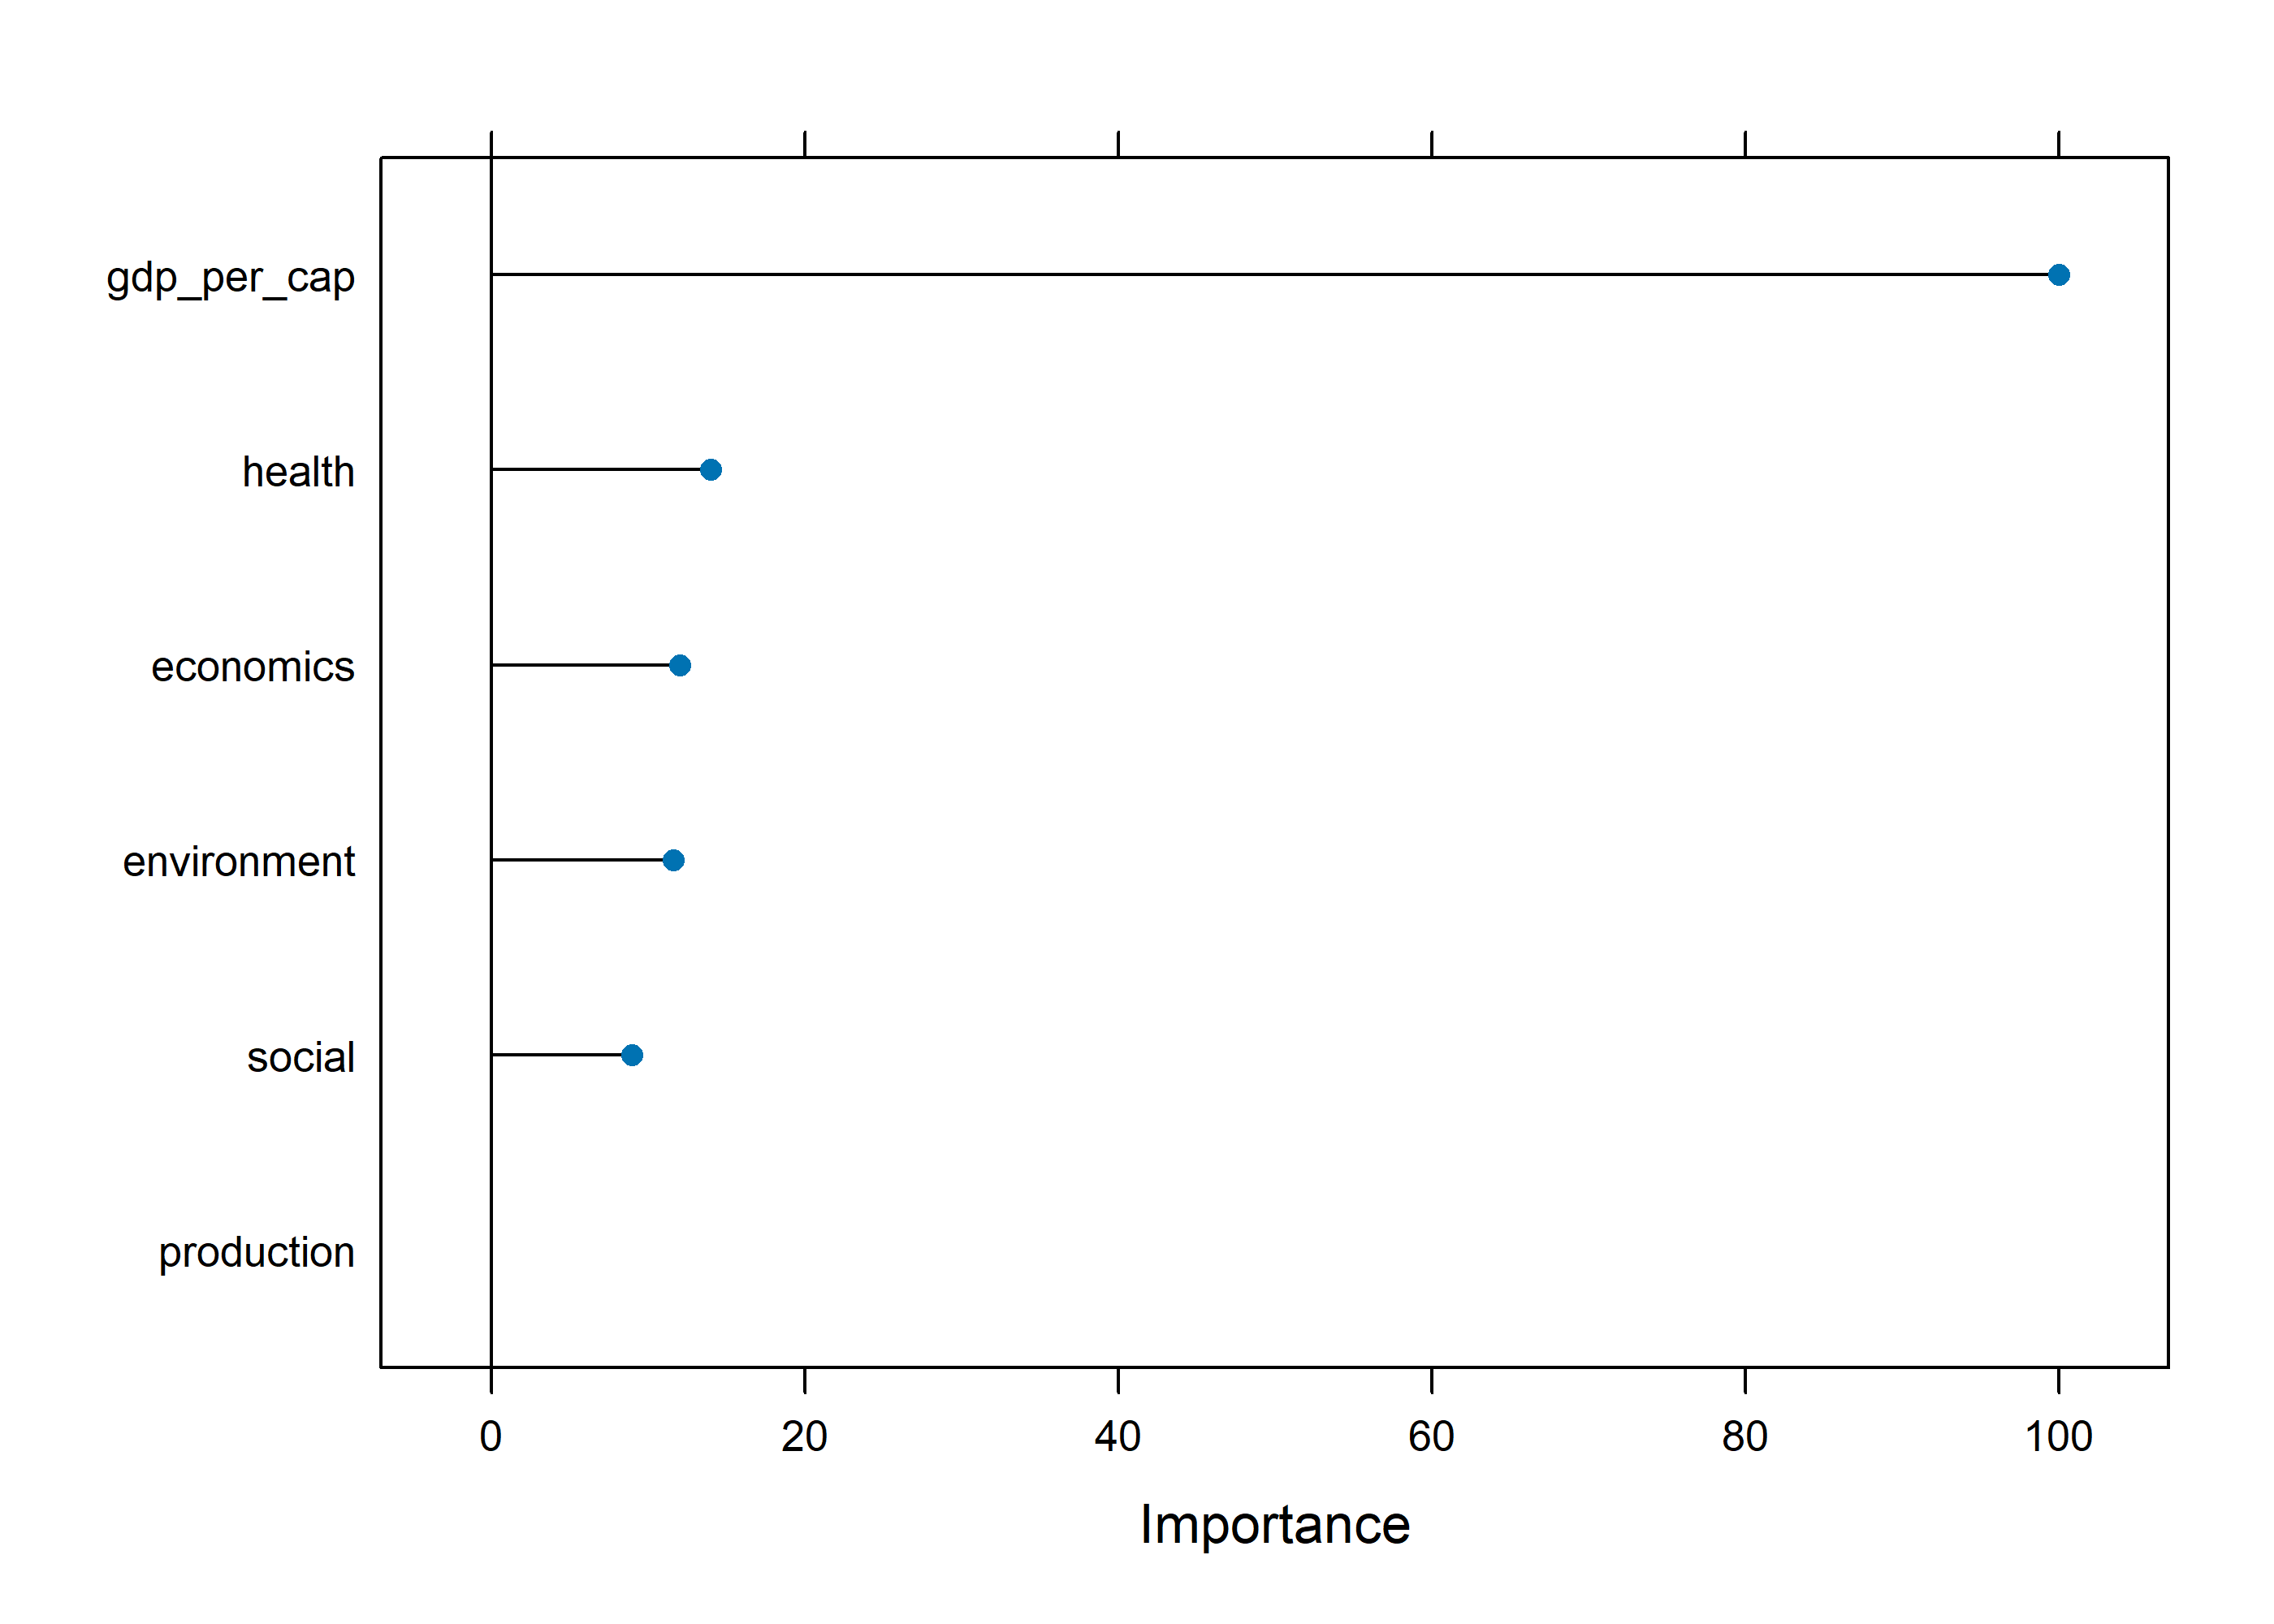 gdp_per_cap
health
economics
environment
social
production
0 20 40 60 80 100
Importance